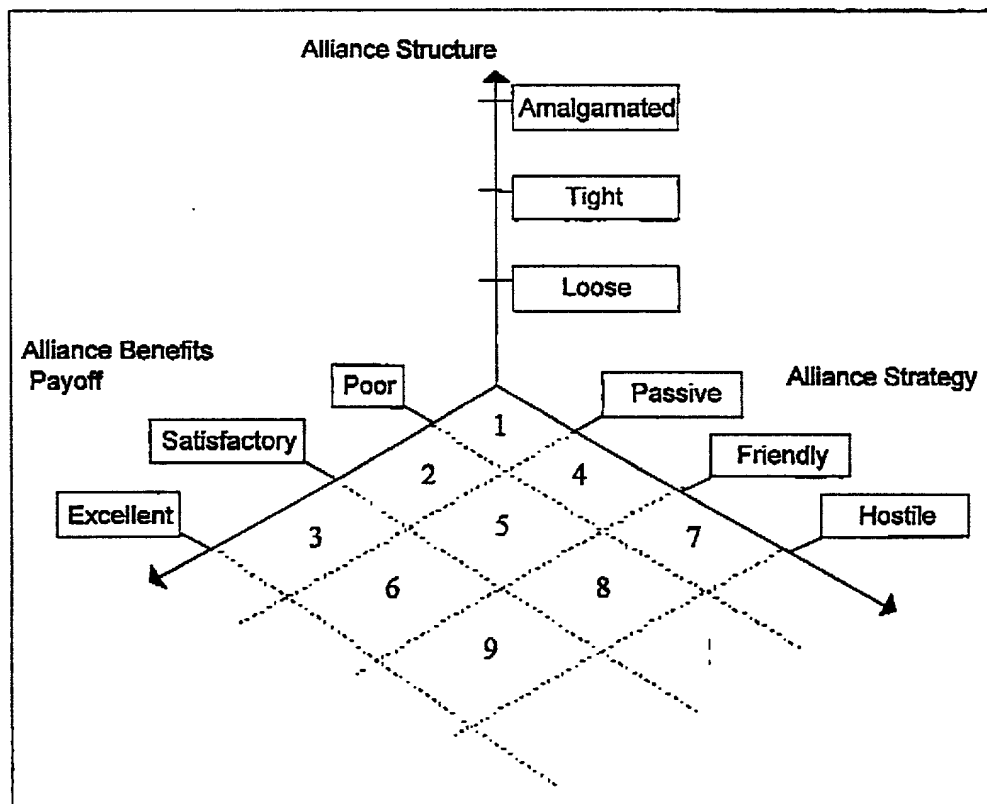 Alliance Structure
Amalgamated
Tight
Loose
Alliance Benefits
Payoff
Poor
Passive
Alliance Strategy
Satisfactory
Friendly
Excellent
Hostile
1
2
4
3
5
7
6
8
9